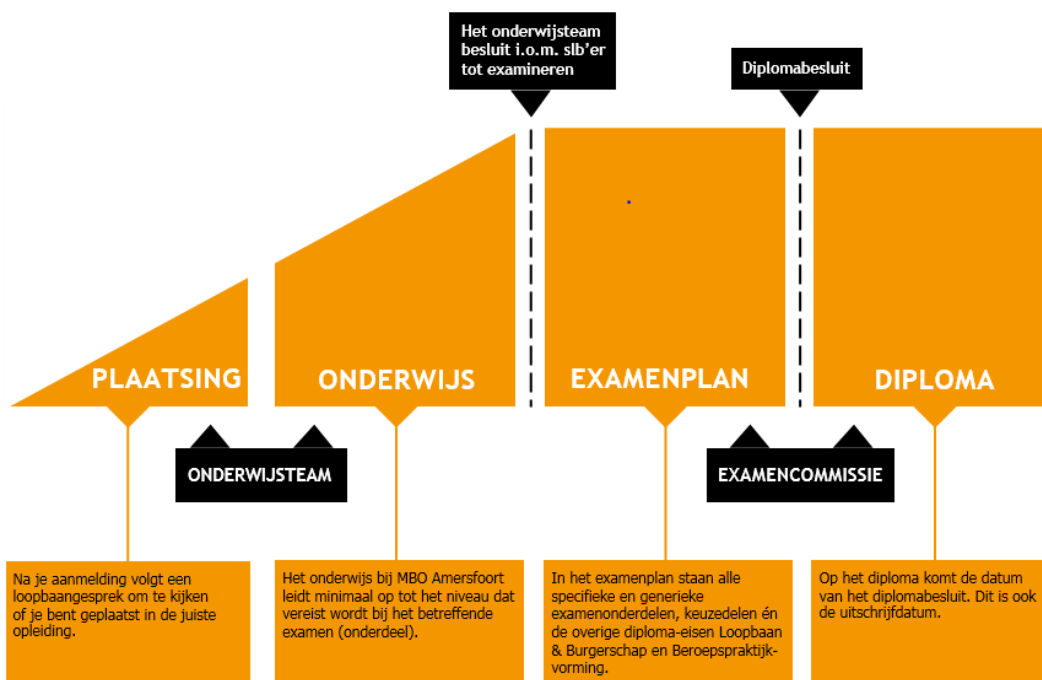 Het onderwijsteam
besluit i.o.m. slb'er
tot examineren
Diplomabesluit
PLAATSING
ONDERWIJS
EXAMENPLAN
DIPLOMA
ONDERWIJSTEAM
EXAMENCOMMISSIE
Na je aanmelding volgt een
loopbaangesprek om te kijken
of je bent geplaatst in de juiste
opleiding.
Het onderwijs bij MBO Amersfoort
leidt minimaal op tot het niveau dat
vereist wordt bij het betreffende
examen (onderdeel).
In het examenplan staan alle
specifieke en generieke
examenonderdelen, keuzedelen én
de overige diploma-eisen Loopbaan
& Burgerschap en Beroepspraktijk-
vorming.
Op het diploma komt de datum
van het diplomabesluit. Dit is ook
de uitschrijfdatum.